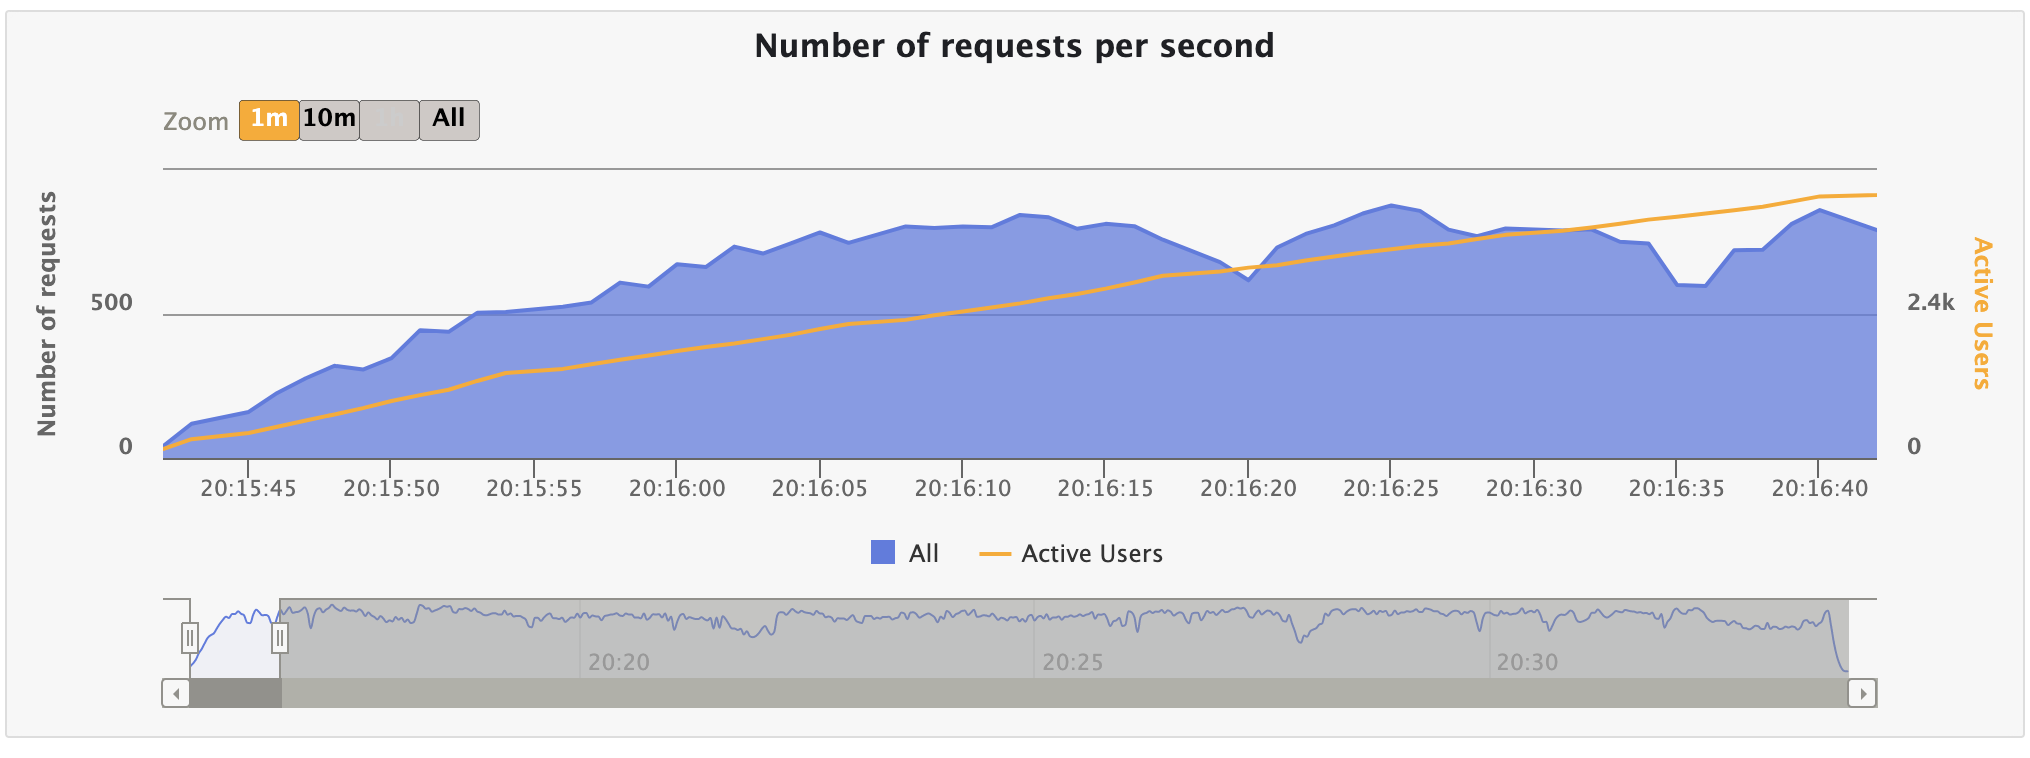 Number of requests per second
Zoom 1m 10m All
Number of requests
500
0
2.4k
0
Active Users
20:15:45 20:15:50 20:15:55 20:16:00 20:16:05 20:16:10 20:16:15 20:16:20 20:16:25 20:16:30 20:16:35 20:16:40
All Active Users
20:20 20:25 20:30